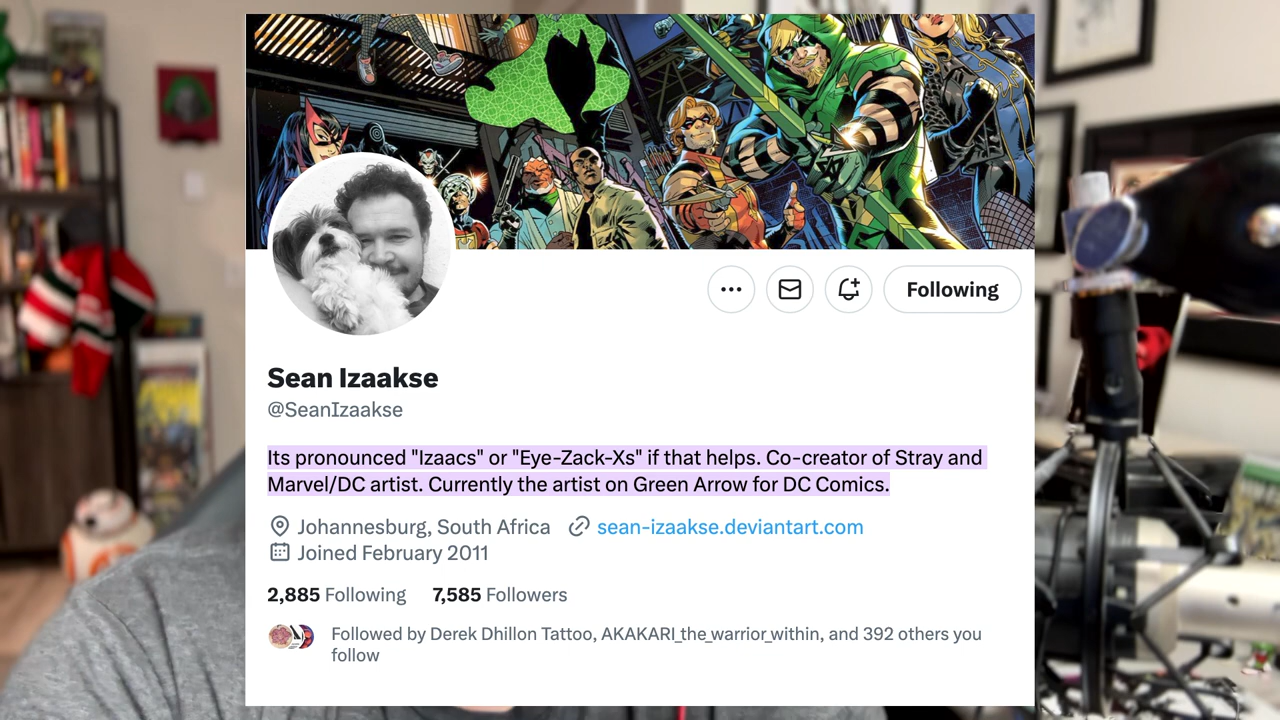 Following
Sean Izaakse
@SeanIzaakse
Its pronounced "Izaacs" or "Eye-Zack-Xs" if that helps. Co-creator of Stray and
Marvel/DC artist. Currently the artist on Green Arrow for DC Comics.
Johannesburg, South Africa sean-izaakse.deviantart.com
Joined February 2011
2,885 Following 7,585 Followers
Followed by Derek Dhillon Tattoo, AKAKARI_the_warrior_within, and 392 others you
follow